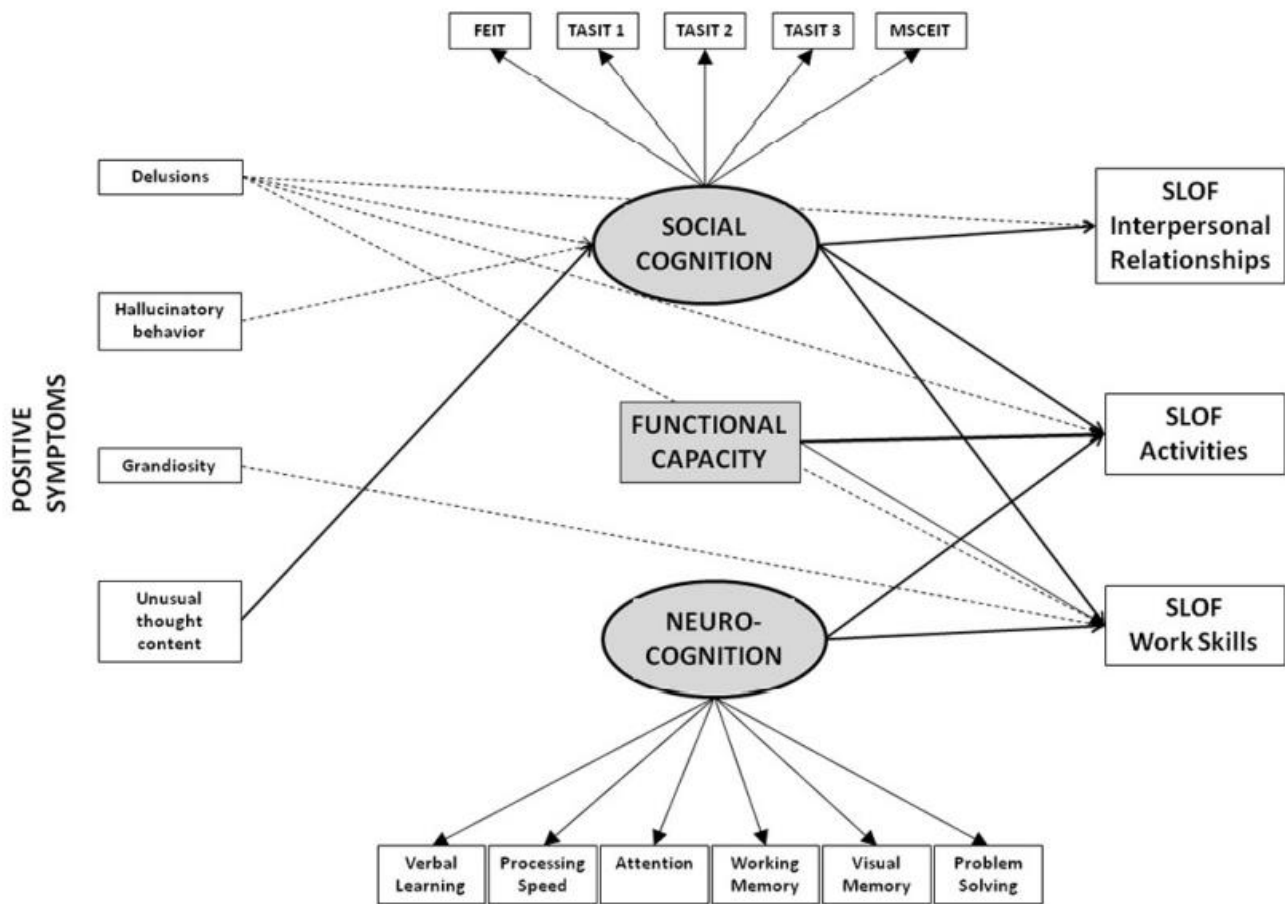 FEIT
TASIT 1
TASIT 2
TASIT 3
MSCEIT
POSITIVE
SYMPTOMS
Delusions
Hallucinatory
behavior
Grandiosity
Unusual
thought
content
SOCIAL
COGNITION
FUNCTIONAL
CAPACITY
NEURO-
COGNITION
SLOF
Interpersonal
Relationships
SLOF
Activities
SLOF
Work Skills
Verbal
Learning
Processing
Speed
Attention
Working
Memory
Visual
Memory
Problem
Solving